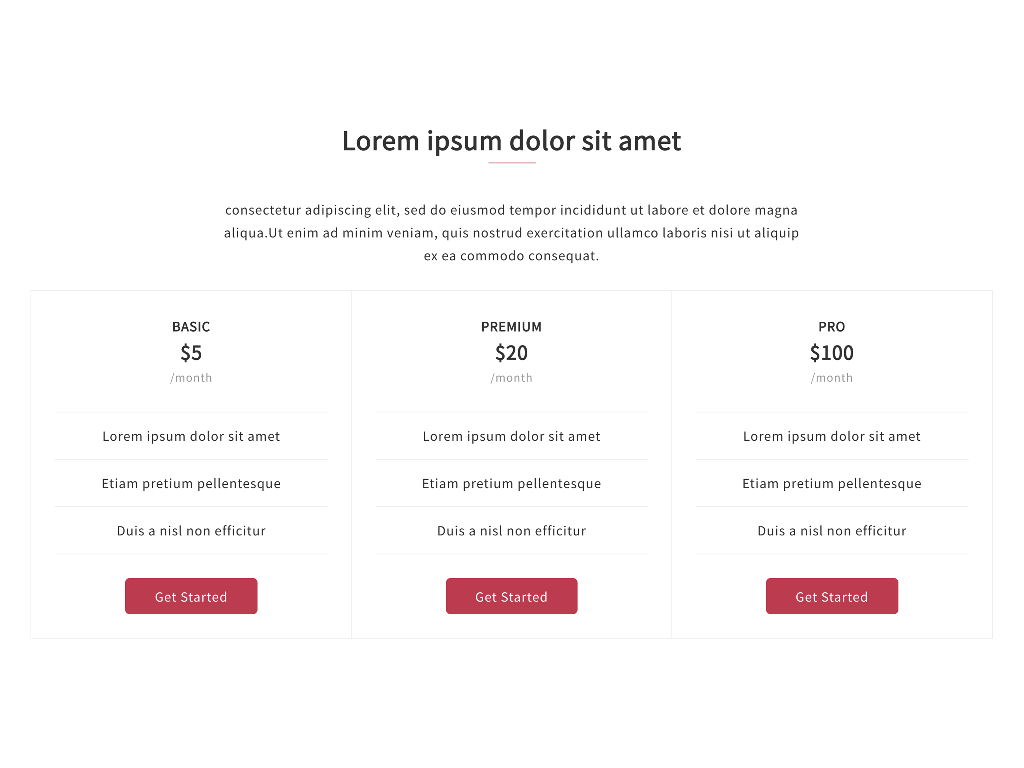 Lorem ipsum dolor sit amet
consectetur adipiscing elit, sed do eiusmod tempor incididunt ut labore et dolore magna
aliqua.Ut enim ad minim veniam, quis nostrud exercitation ullamco laboris nisi ut aliquip
ex ea commodo consequat.
BASIC
$5
/month
Lorem ipsum dolor sit amet
Etiam pretium pellentesque
Duis a nisl non efficitur
Get Started
PREMIUM
$20
/month
Lorem ipsum dolor sit amet
Etiam pretium pellentesque
Duis a nisl non efficitur
Get Started
PRO
$100
/month
Lorem ipsum dolor sit amet
Etiam pretium pellentesque
Duis a nisl non efficitur
Get Started